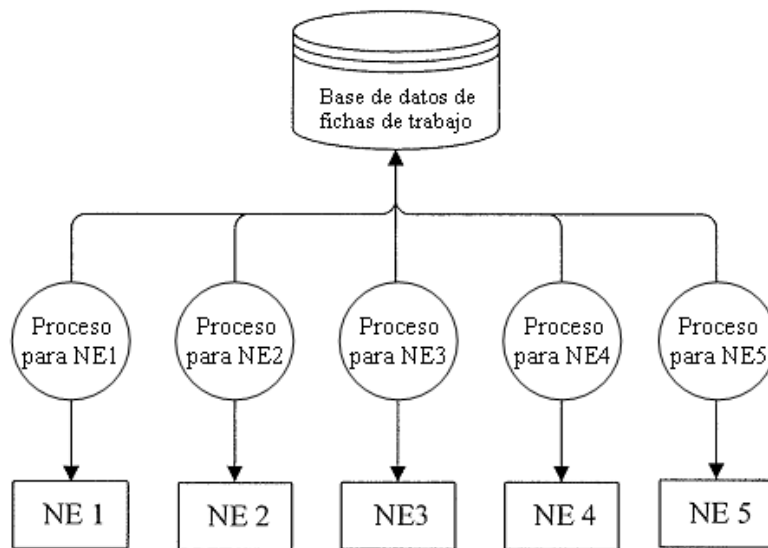 Base de datos de
fichas de trabajo
Proceso
para NE1
Proceso
para NE2
Proceso
para NE3
Proceso
para NE4
Proceso
para NE5
NE 1
NE 2
NE3
NE 4
NE 5